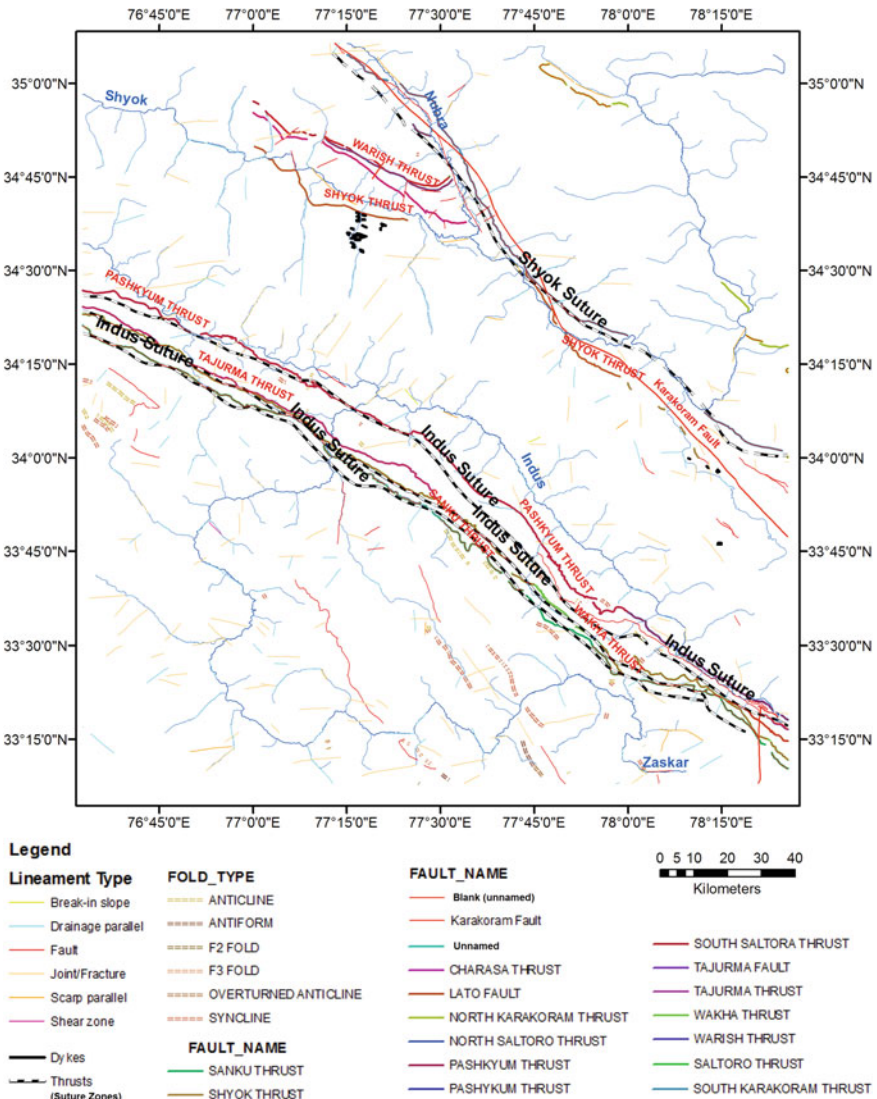 76°45'0"E 77°0'0"E 77°15'0"E 77°30'0"E 77°45'0"E 78°0'0"E 78°15'0"E
35°0'0"N 35°0'0"N
Shyok
Nubra
WARISH THRUST
34°45'0"N 34°45'0"N
SHYOK THRUST
34°30'0"N 34°30'0"N
Shyok Suture
PASHKYUM THRUST
Indus Suture
TAJURMA THRUST
SHYOK THRUST
34°15'0"N 34°15'0"N
Karakoram Fault
Indus Suture
Indus Suture
Indus
34°0'0"N 34°0'0"N
SANKU THRUST
Indus Suture
PASHKYUM THRUST
33°45'0"N 33°45'0"N
WAKHA THRUST
33°30'0"N 33°30'0"N
Indus Suture
33°15'0"N 33°15'0"N
Zaskar
76°45'0"E 77°0'0"E 77°15'0"E 77°30'0"E 77°45'0"E 78°0'0"E 78°15'0"E
Legend
Lineament Type
Break-in slope
Drainage parallel
Fault
Joint/Fracture
Scarp parallel
Shear zone
Dykes
Thrusts
(Suture Zones)
FOLD_TYPE
ANTICLINE
ANTIFORM
F2 FOLD
F3 FOLD
OVERTURNED ANTICLINE
SYNCLINE
FAULT_NAME
SANKU THRUST
SHYOK THRUST
FAULT_NAME
Blank (unnamed)
Karakoram Fault
Unnamed
CHARASA THRUST
LATO FAULT
NORTH KARAKORAM THRUST
NORTH SALTORO THRUST
PASHKYUM THRUST
PASHYKUM THRUST
0 5 10 20 30 40
Kilometers
SOUTH SALTORA THRUST
TAJURMA FAULT
TAJURMA THRUST
WAKHA THRUST
WARISH THRUST
SALTORO THRUST
SOUTH KARAKORAM THRUST